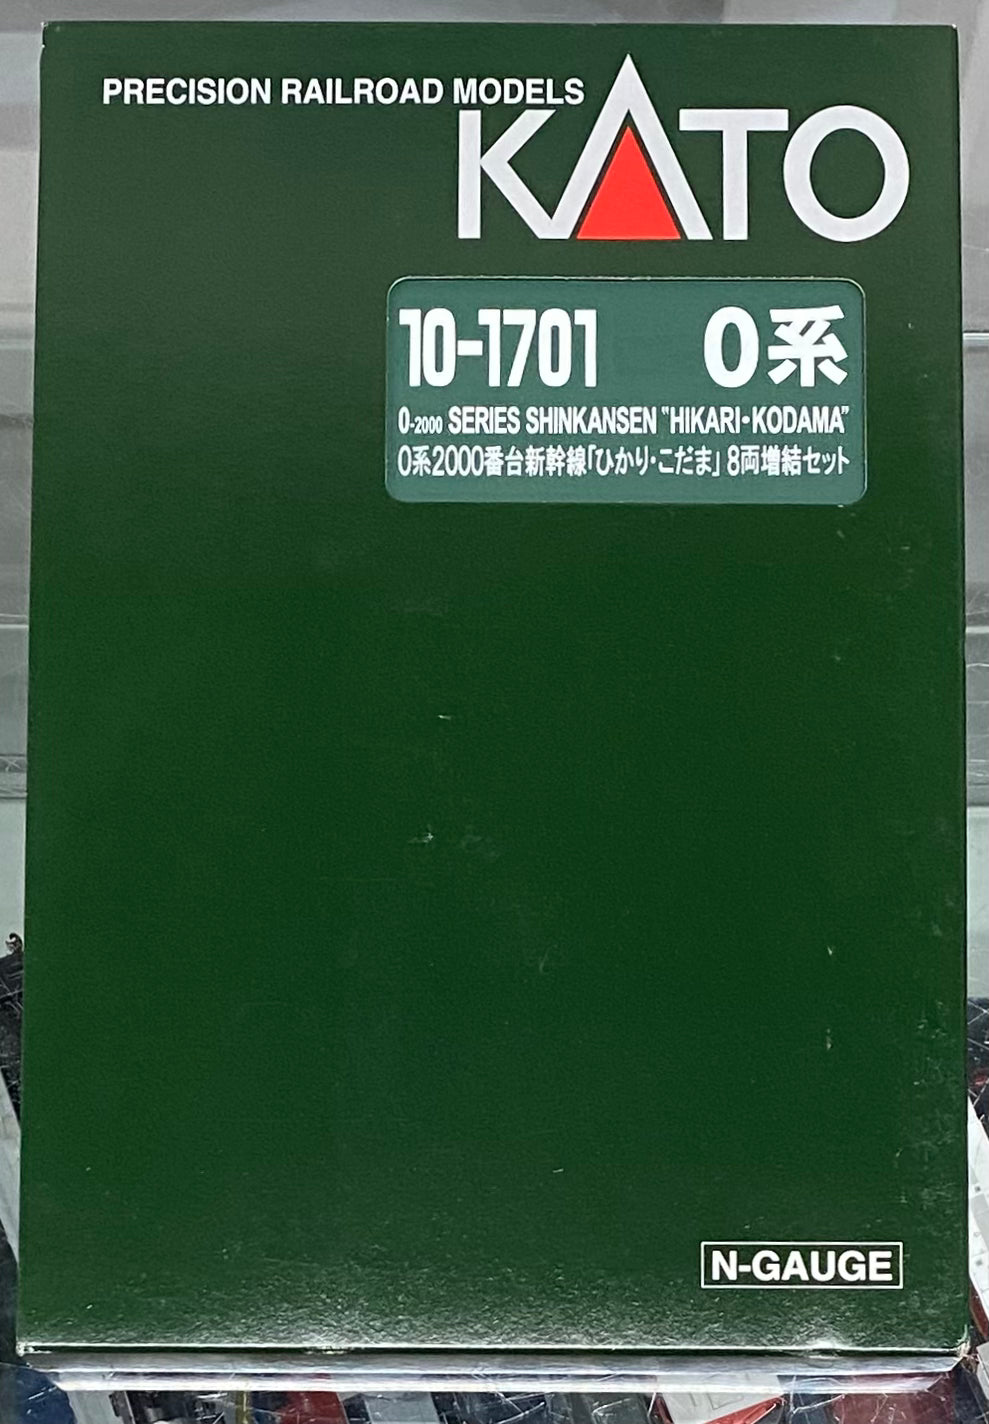 PRECISION RAILROAD MODELS
KATO
10-1701 0系
0-2000 SERIES SHINKANSEN "HIKARI・KODAMA"
0系2000番台新幹線「ひかり・こだま」8両増結セット
N-GAUGE